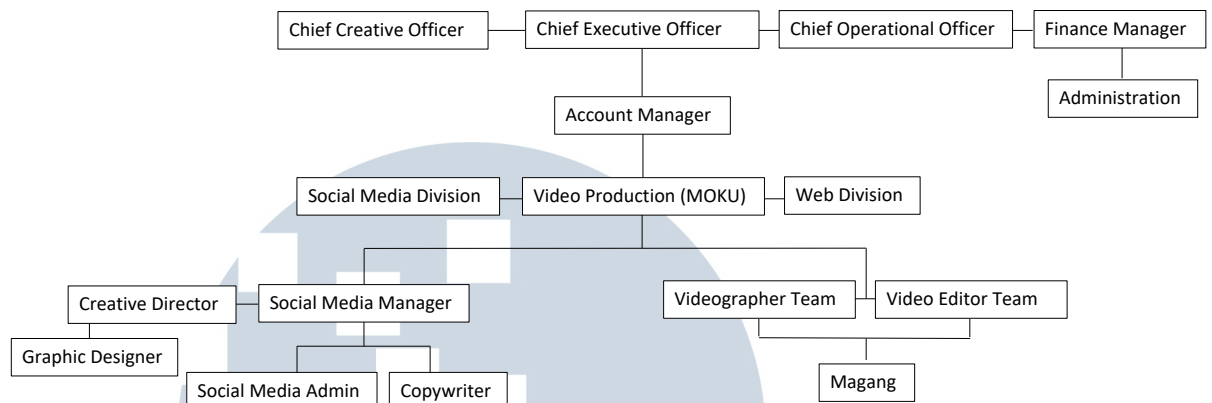 Chief Creative Officer
Chief Executive Officer
Chief Operational Officer
Finance Manager
Administration
Account Manager
Social Media Division
Video Production (MOKU)
Web Division
Creative Director
Social Media Manager
Videographer Team
Video Editor Team
Graphic Designer
Social Media Admin
Copywriter
Magang